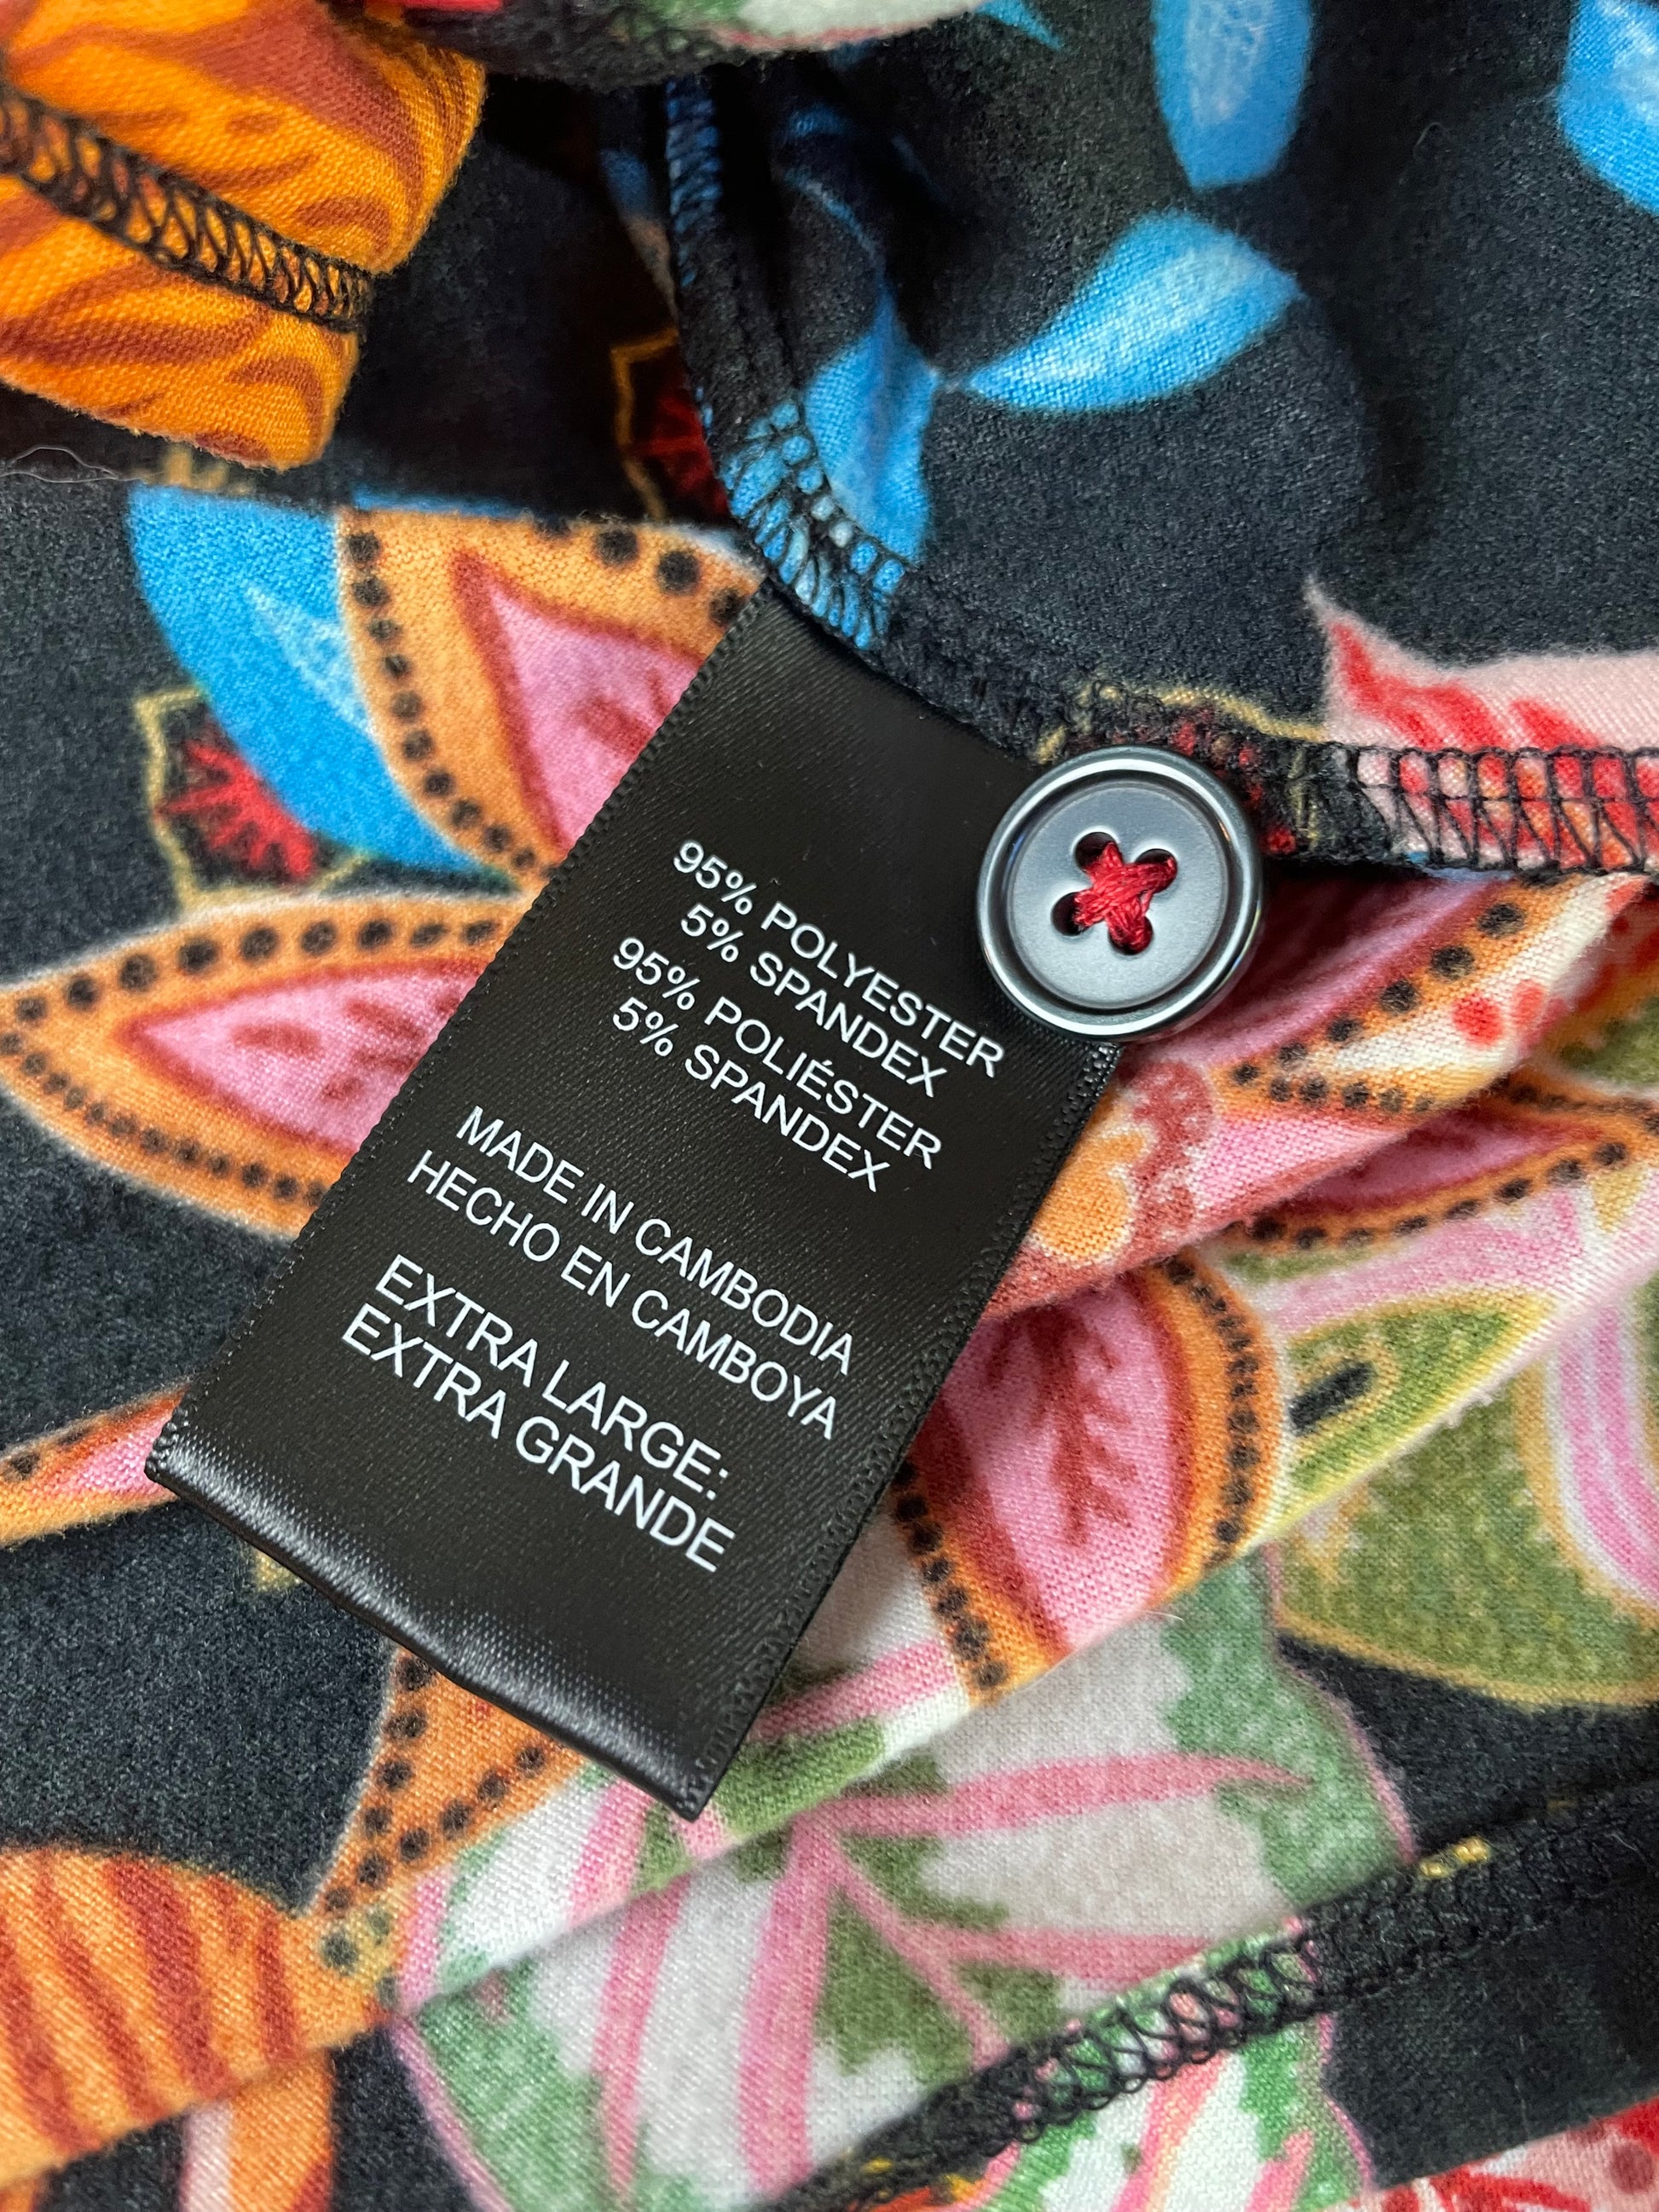 95% POLYESTER
5% SPANDEX
95% POLIÉSTER
5% SPANDEX
MADE IN CAMBODIA
HECHO EN CAMBOYA
EXTRA LARGE:
EXTRA GRANDE